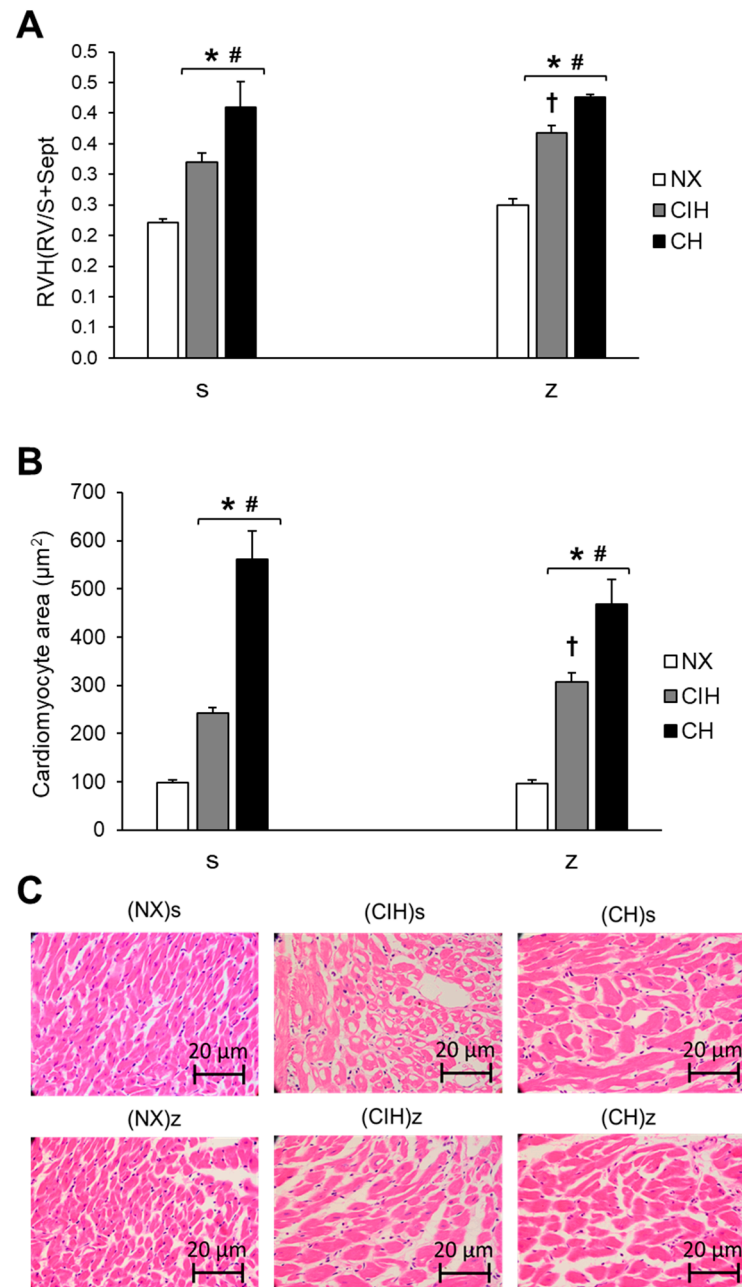 A
RVH(RV/S+Sept
0.5
0.5
0.4
0.4
0.3
0.3
0.2
0.2
0.1
0.1
0.0
* #
* #
†
NX
CIH
CH
s
z
B
Cardiomyocyte area (µm²)
700
600
500
400
300
200
100
0
* #
* #
†
NX
CIH
CH
s
z
C
(NX)s (CIH)s (CH)s
20 µm 20 µm 20 µm
(NX)z (CIH)z (CH)z
20 µm 20 µm 20 µm